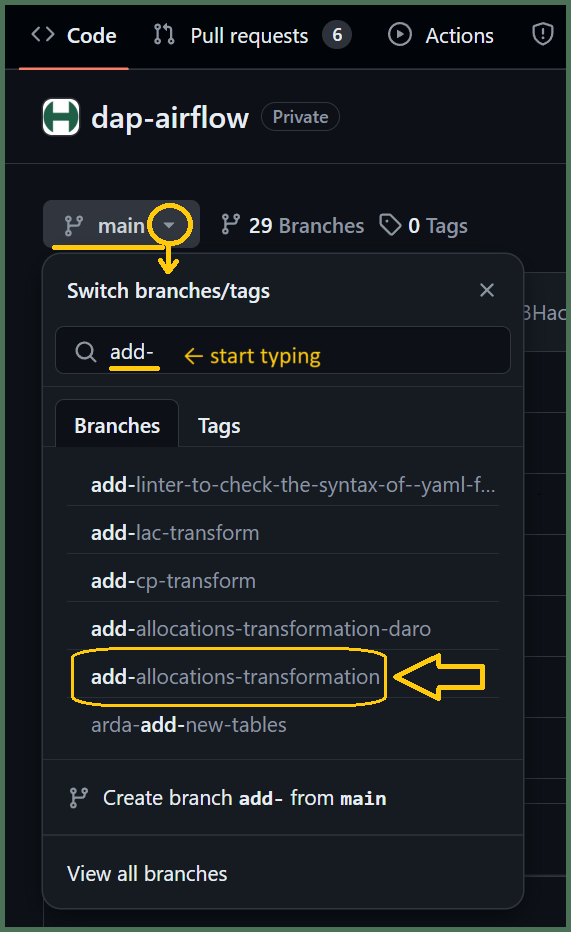 Code Pull requests 6 Actions
dap-airflow Private
main 29 Branches 0 Tags
Switch branches/tags
add- ← start typing
Branches Tags
add-linter-to-check-the-syntax-of--yaml-f...
add-lac-transform
add-cp-transform
add-allocations-transformation-daro
add-allocations-transformation
arda-add-new-tables
Create branch add- from main
View all branches